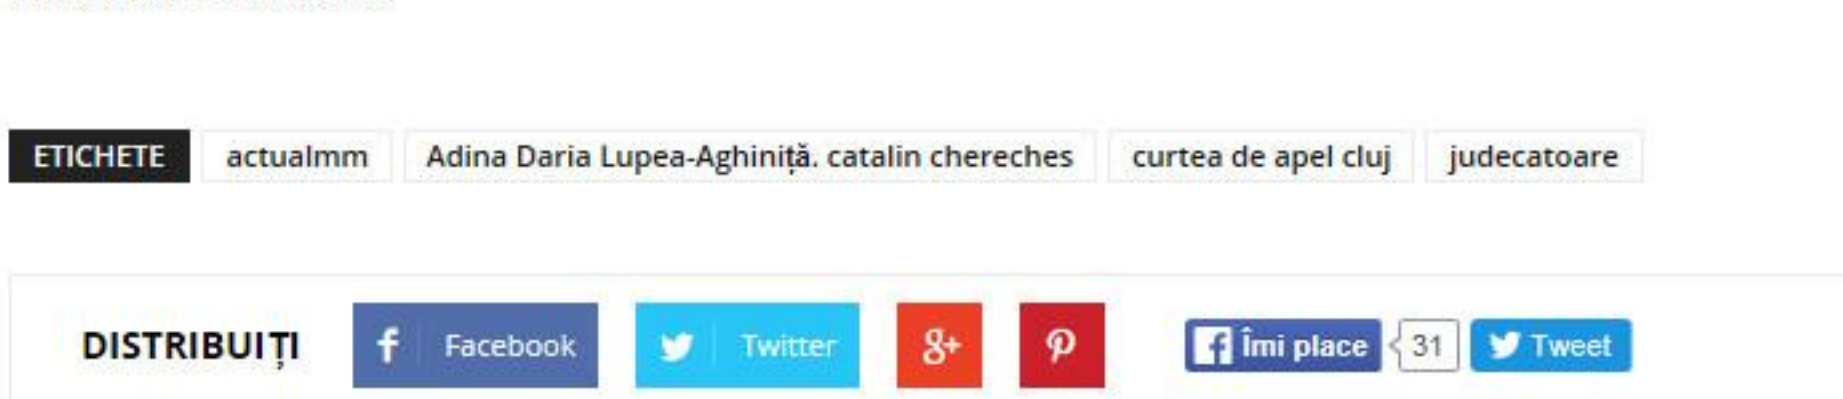 ETICHETE actualmm Adina Daria Lupea-Aghiniță. catalin chereches curtea de apel cluj judecatoare
DISTRIBUIȚI f Facebook Twitter g+ Îmi place 31 Tweet